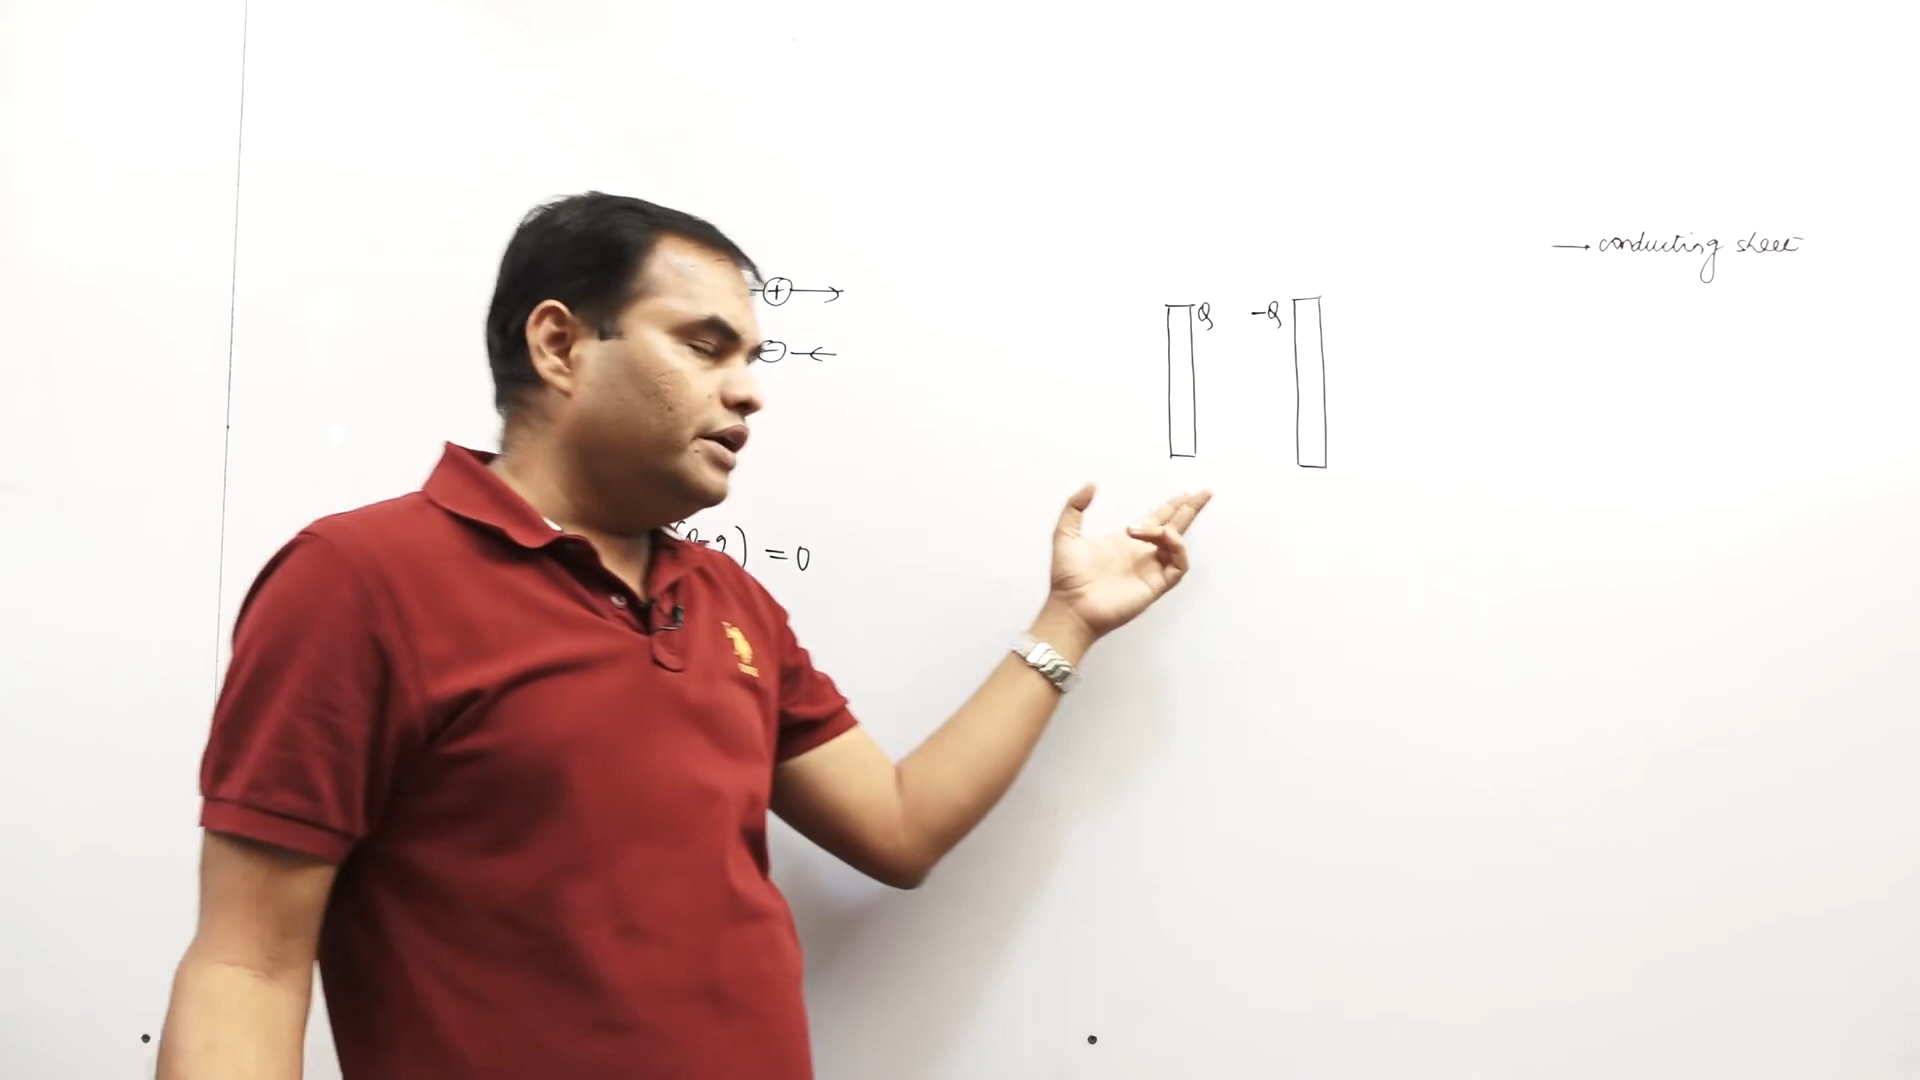 → conducting sheet
+ →
Q -Q
- ←
) = 0